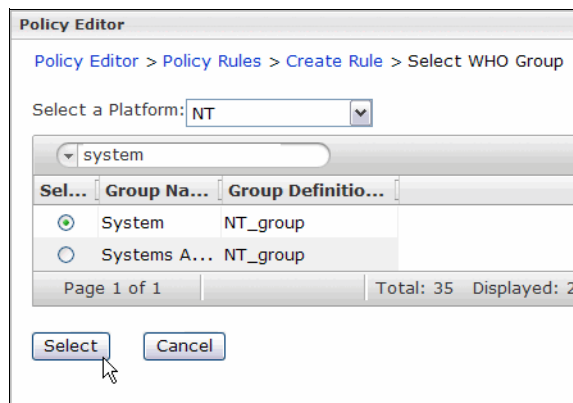 Policy Editor
Policy Editor > Policy Rules > Create Rule > Select WHO Group
Select a Platform: NT
system
Sel... Group Na... Group Definitio...
System NT_group
Systems A... NT_group
Page 1 of 1 Total: 35 Displayed: 2
Select Cancel